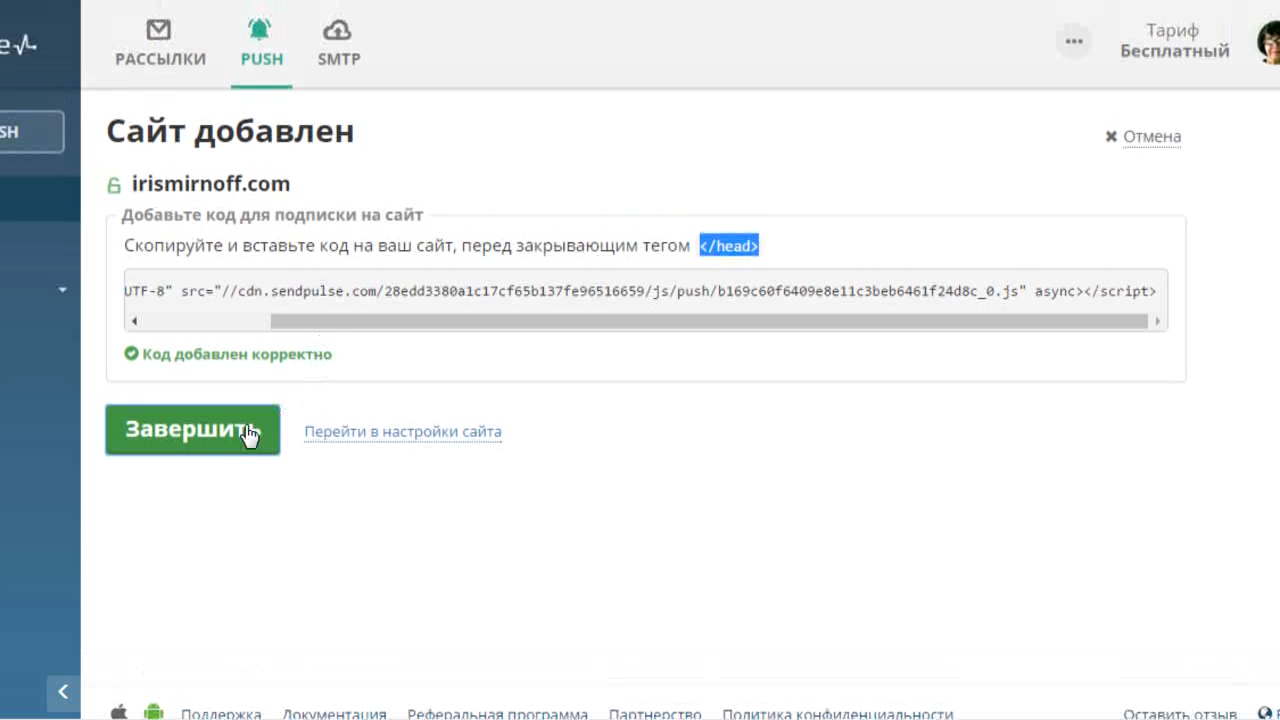 РАССЫЛКИ
PUSH
SMTP
Тариф
Бесплатный
SH
Сайт добавлен
Отмена
irismirnoff.com
Добавьте код для подписки на сайт
Скопируйте и вставьте код на ваш сайт, перед закрывающим тегом </head>
UTF-8" src="//cdn.sendpulse.com/28edd3380a1c17cf65b137fe96516659/js/push/b169c60f6409e8e11c3beb6461f24d8c_0.js" async></script>
Код добавлен корректно
Завершить
Перейти в настройки сайта
Поддержка
Документация
Реферальная программа
Партнерство
Политика конфиденциальности
Оставить отзыв